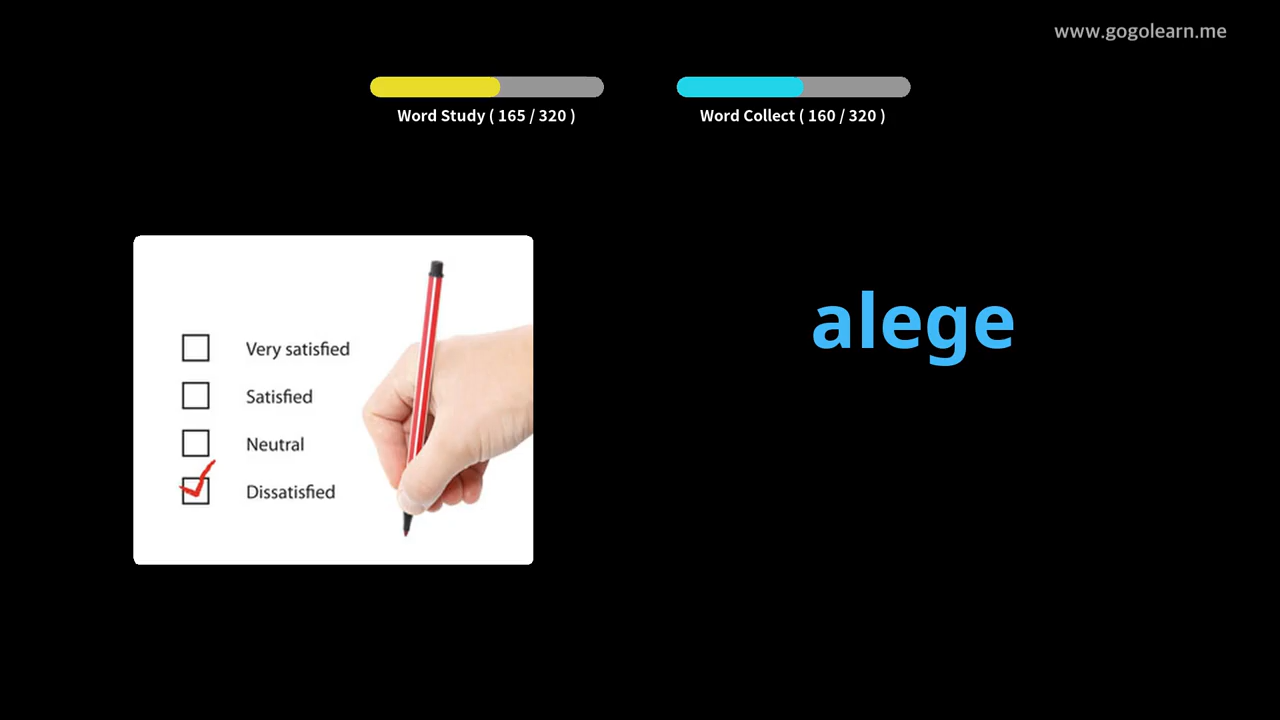 www.gogolearn.me
Word Study ( 165 / 320 )
Word Collect ( 160 / 320 )
Very satisfied
Satisfied
Neutral
Dissatisfied
alege